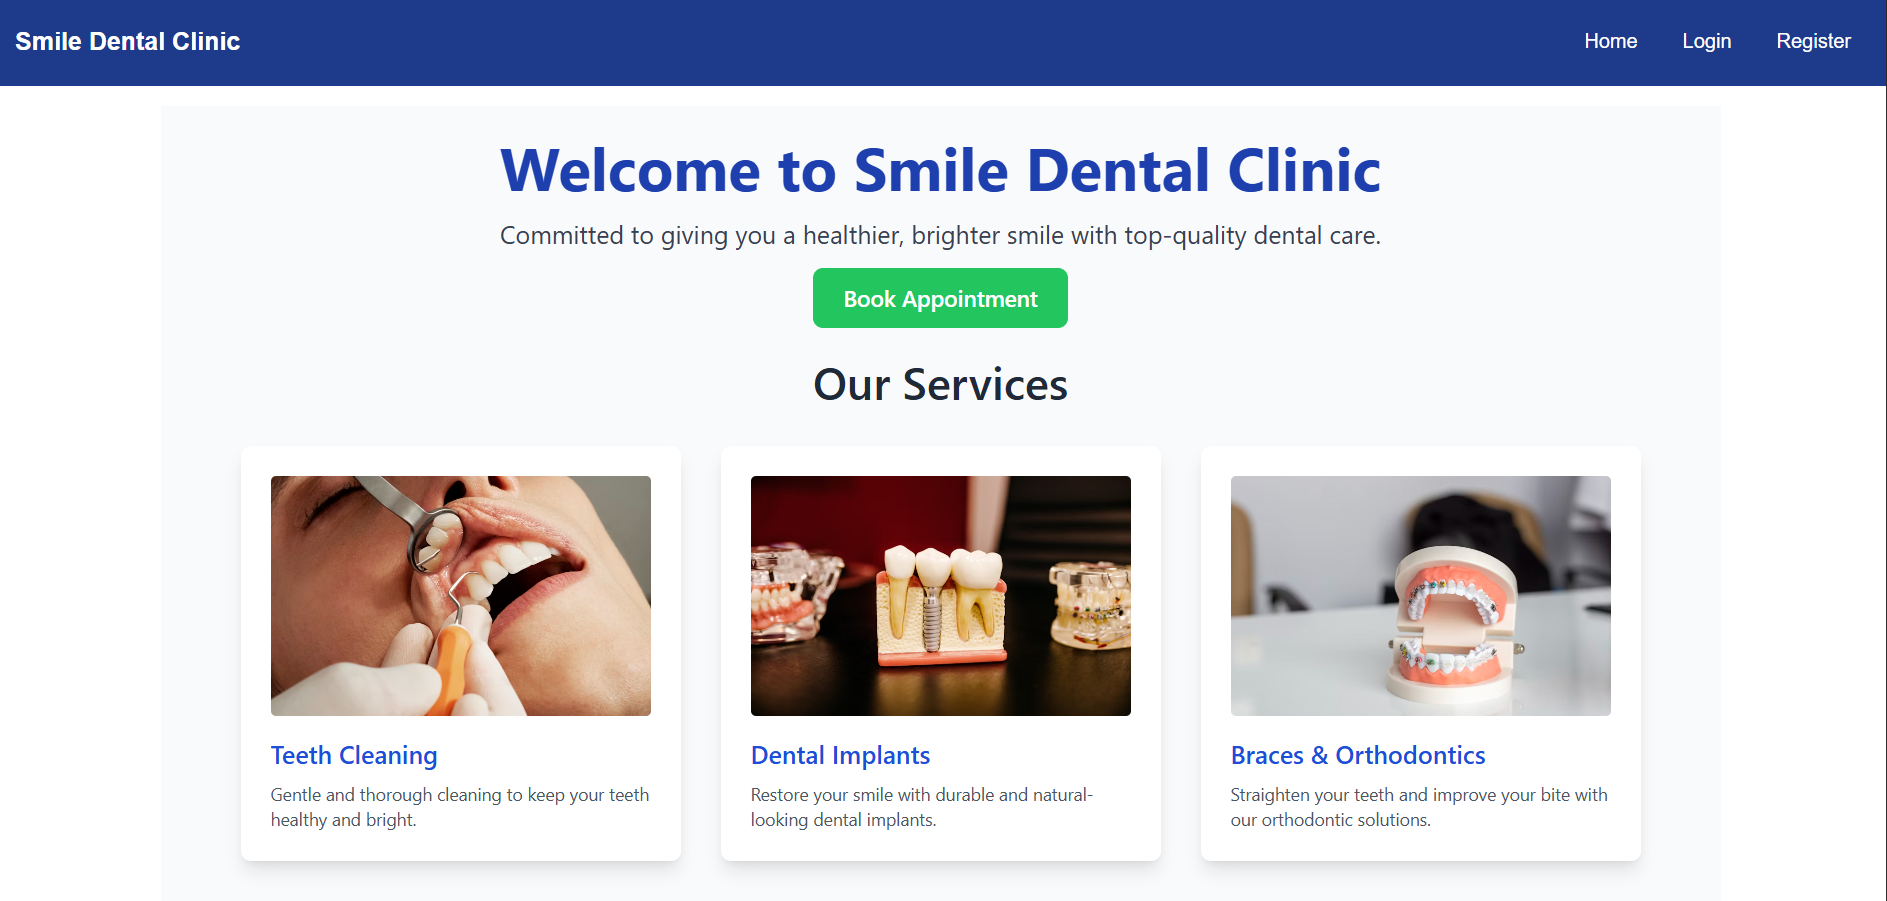 Smile Dental Clinic
Home Login Register
Welcome to Smile Dental Clinic
Committed to giving you a healthier, brighter smile with top-quality dental care.
Book Appointment
Our Services
Teeth Cleaning
Gentle and thorough cleaning to keep your teeth
healthy and bright.
Dental Implants
Restore your smile with durable and natural-
looking dental implants.
Braces & Orthodontics
Straighten your teeth and improve your bite with
our orthodontic solutions.